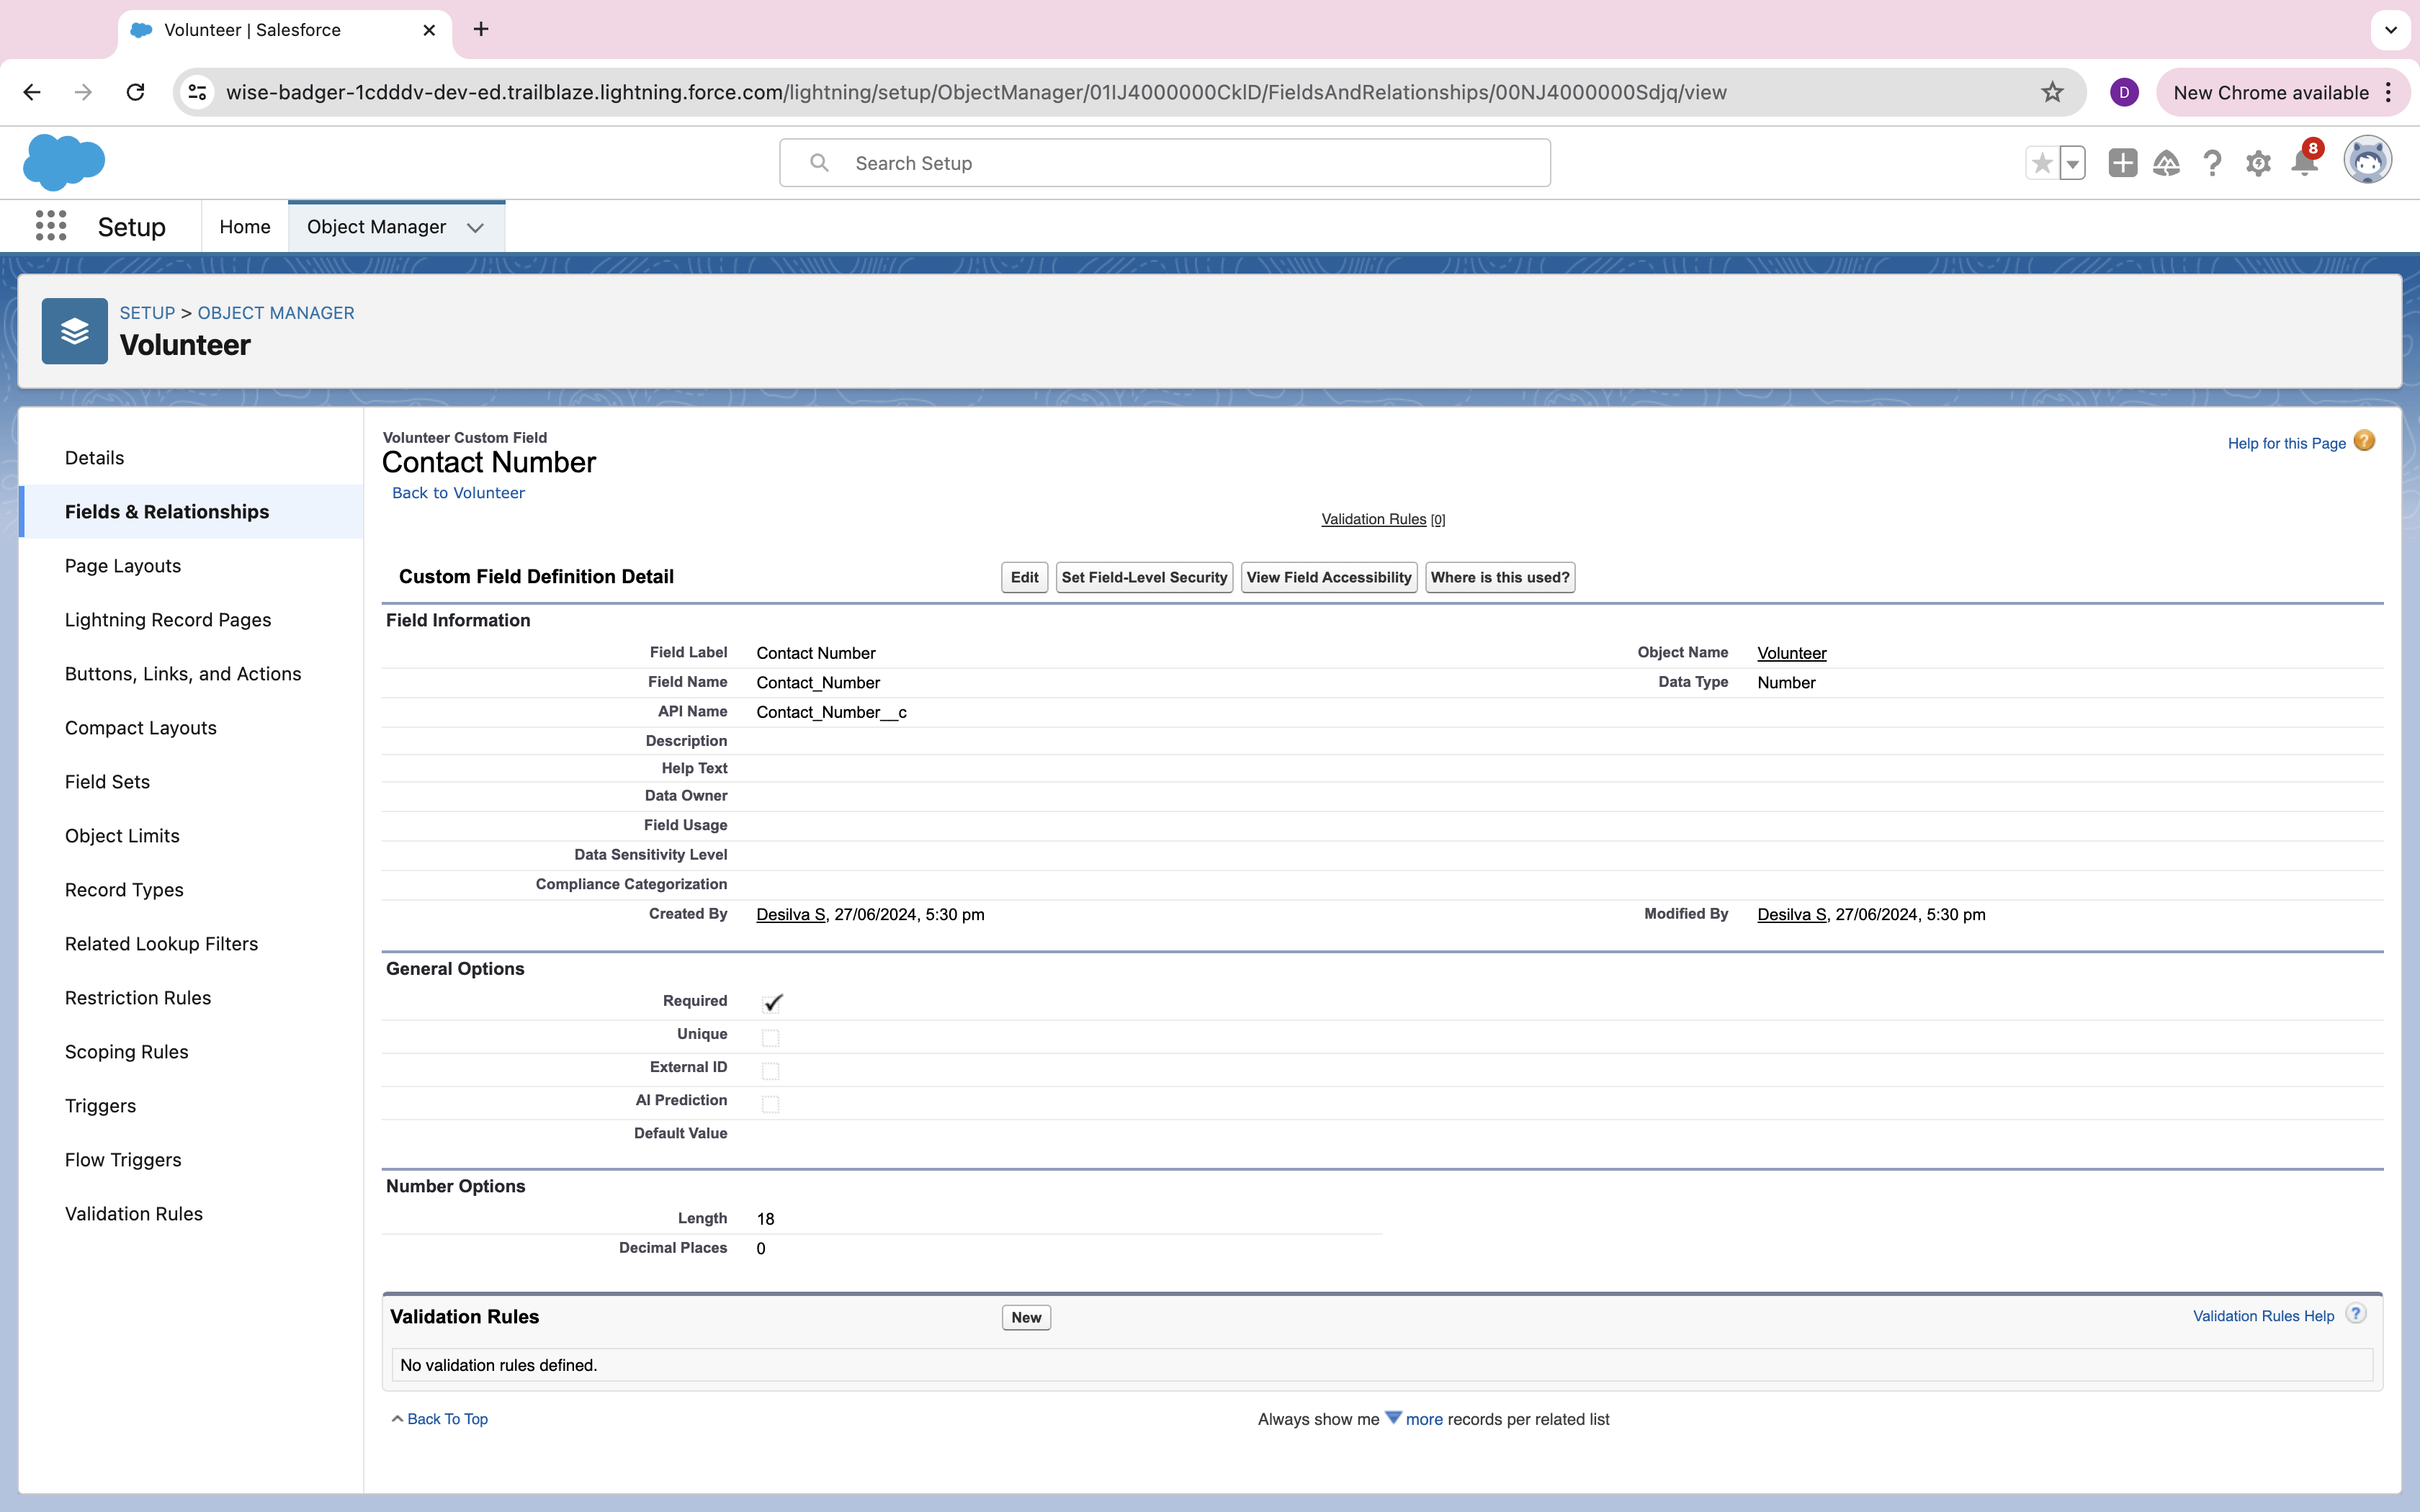 Volunteer | Salesforce
wise-badger-1cdddv-dev-ed.trailblaze.lightning.force.com/lightning/setup/ObjectManager/01IJ4000000CklD/FieldsAndRelationships/00NJ4000000Sdjq/view
D
New Chrome available
Search Setup
8
Setup
Home
Object Manager
SETUP > OBJECT MANAGER
Volunteer
Details
Fields & Relationships
Page Layouts
Lightning Record Pages
Buttons, Links, and Actions
Compact Layouts
Field Sets
Object Limits
Record Types
Related Lookup Filters
Restriction Rules
Scoping Rules
Triggers
Flow Triggers
Validation Rules
Volunteer Custom Field
Contact Number
Back to Volunteer
Help for this Page ?
Validation Rules [0]
Custom Field Definition Detail
Edit Set Field-Level Security View Field Accessibility Where is this used?
Field Information
Field Label Contact Number Object Name Volunteer
Field Name Contact_Number Data Type Number
API Name Contact_Number__c
Description
Help Text
Data Owner
Field Usage
Data Sensitivity Level
Compliance Categorization
Created By Desilva S, 27/06/2024, 5:30 pm Modified By Desilva S, 27/06/2024, 5:30 pm
General Options
Required
Unique
External ID
AI Prediction
Default Value
Number Options
Length 18
Decimal Places 0
Validation Rules New Validation Rules Help ?
No validation rules defined.
Back To Top Always show me more records per related list